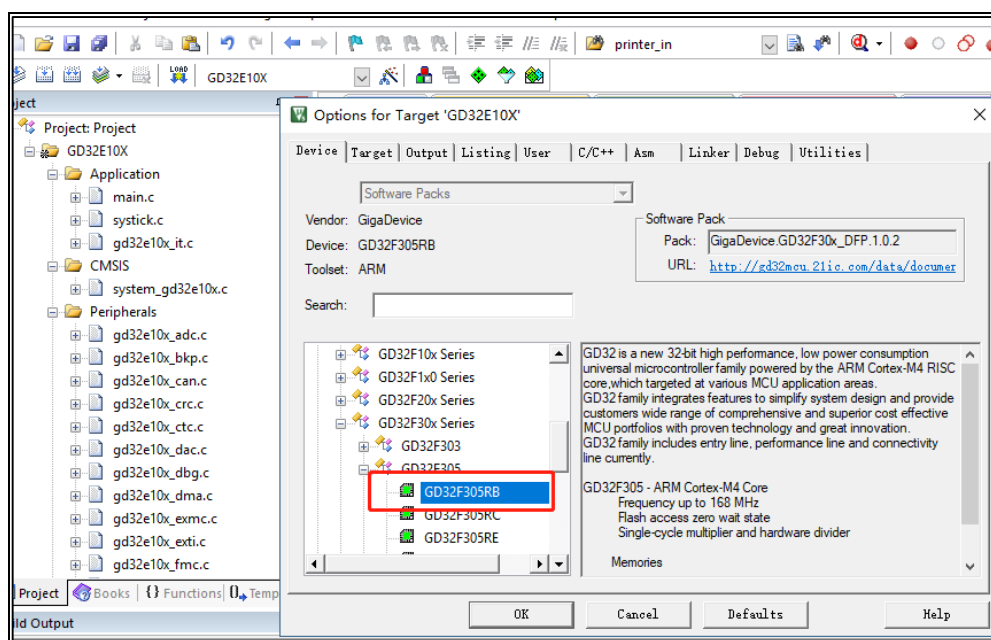 printer_in
LOAD
GD32E10X
ject
Project: Project
GD32E10X
Application
main.c
systick.c
gd32e10x_it.c
CMSIS
system_gd32e10x.c
Peripherals
gd32e10x_adc.c
gd32e10x_bkp.c
gd32e10x_can.c
gd32e10x_crc.c
gd32e10x_ctc.c
gd32e10x_dac.c
gd32e10x_dbg.c
gd32e10x_dma.c
gd32e10x_exmc.c
gd32e10x_exti.c
gd32e10x_fmc.c
Project
Books
{} Functions
0 Temp
ild Output
Options for Target 'GD32E10X'
Device Target Output Listing User C/C++ Asm Linker Debug Utilities
Software Packs
Vendor: GigaDevice
Device: GD32F305RB
Toolset: ARM
Software Pack
Pack: GigaDevice.GD32F30x_DFP.1.0.2
URL: http://gd32mcu.21ic.com/data/documer
Search:
GD32F10x Series
GD32F1x0 Series
GD32F20x Series
GD32F30x Series
GD32F303
GD32F305
GD32F305RB
GD32F305RC
GD32F305RE
GD32 is a new 32-bit high performance, low power consumption
universal microcontroller family powered by the ARM Cortex-M4 RISC
core,which targeted at various MCU application areas.
GD32 family integrates features to simplify system design and provide
customers wide range of comprehensive and superior cost effective
MCU portfolios with proven technology and great innovation.
GD32 family includes entry line, performance line and connectivity
line currently.
GD32F305 - ARM Cortex-M4 Core
Frequency up to 168 MHz
Flash access zero wait state
Single-cycle multiplier and hardware divider
Memories
OK Cancel Defaults Help